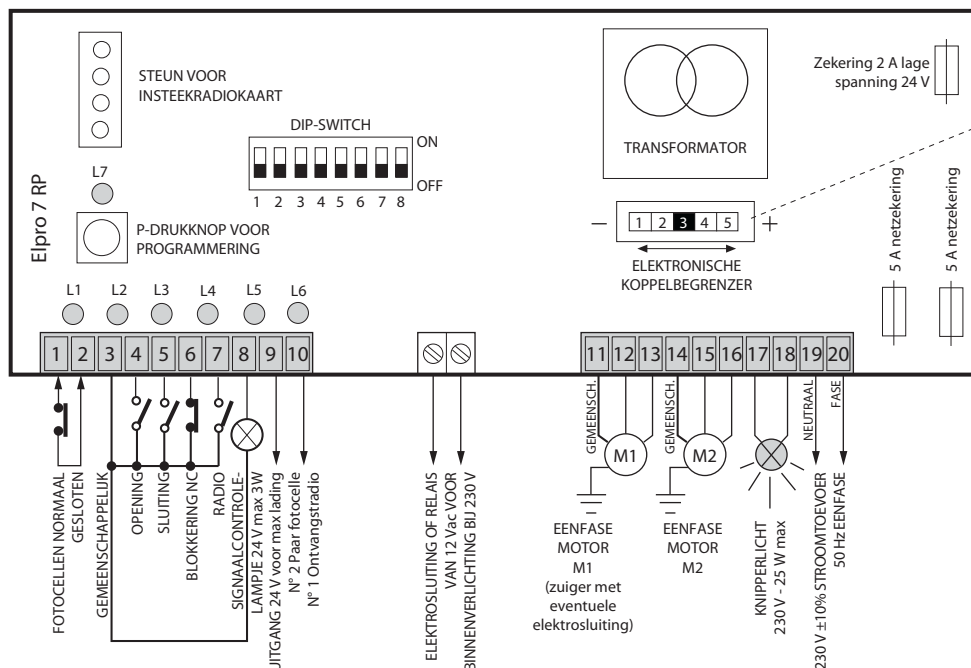 STEUN VOOR
INSTEEKRADIOKAART
DIP-SWITCH
ON
OFF
1 2 3 4 5 6 7 8
TRANSFORMATOR
Zekering 2 A lage
spanning 24 V
L7
Elpro 7 RP
P-DRUKKNOP VOOR
PROGRAMMERING
− 1 2 3 4 5 +
ELEKTRONISCHE
KOPPELBEGRENZER
5 A netzekering
5 A netzekering
L1 L2 L3 L4 L5 L6
1 2 3 4 5 6 7 8 9 10
11 12 13 14 15 16 17 18 19 20
FOTOCELLEN NORMAAL
GESLOTEN
GEMEENSCHAPPELIJK
OPENING
SLUITING
BLOKKERING NC
RADIO
SIGNAALCONTROLE-
LAMPJE 24 V max 3W
UITGANG 24 V voor max lading
N° 2 Paar fotocelle
N° 1 Ontvangstradio
ELEKTROSLUITING OF RELAIS
VAN 12 Vac VOOR
BINNENVERLICHTING BIJ 230 V
GEMEENSCH.
M1
EENFASE
MOTOR
M1
(zuiger met
eventuele
elektrosluiting)
GEMEENSCH.
M2
EENFASE
MOTOR
M2
KNIPPERLICHT
230 V - 25 W max
NEUTRAAL
FASE
230 V ±10% STROOMTOEVOER
50 Hz EENFASE